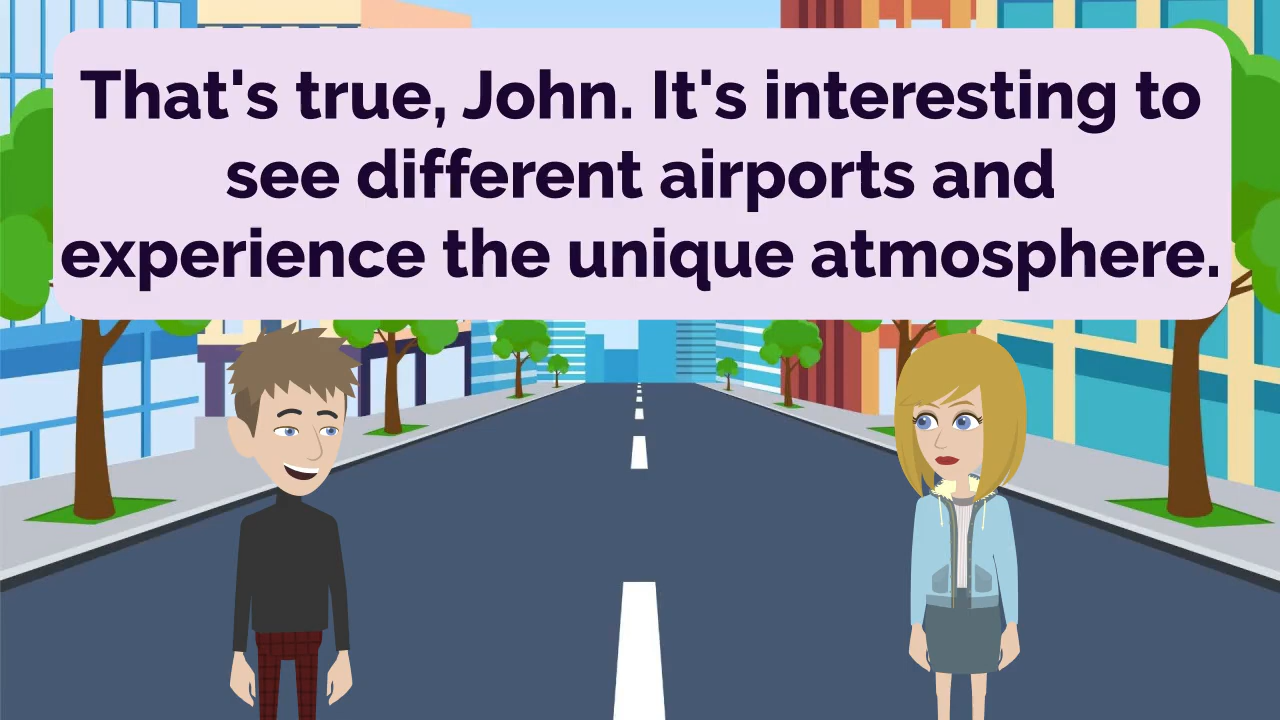 That's true, John. It's interesting to
see different airports and
experience the unique atmosphere.